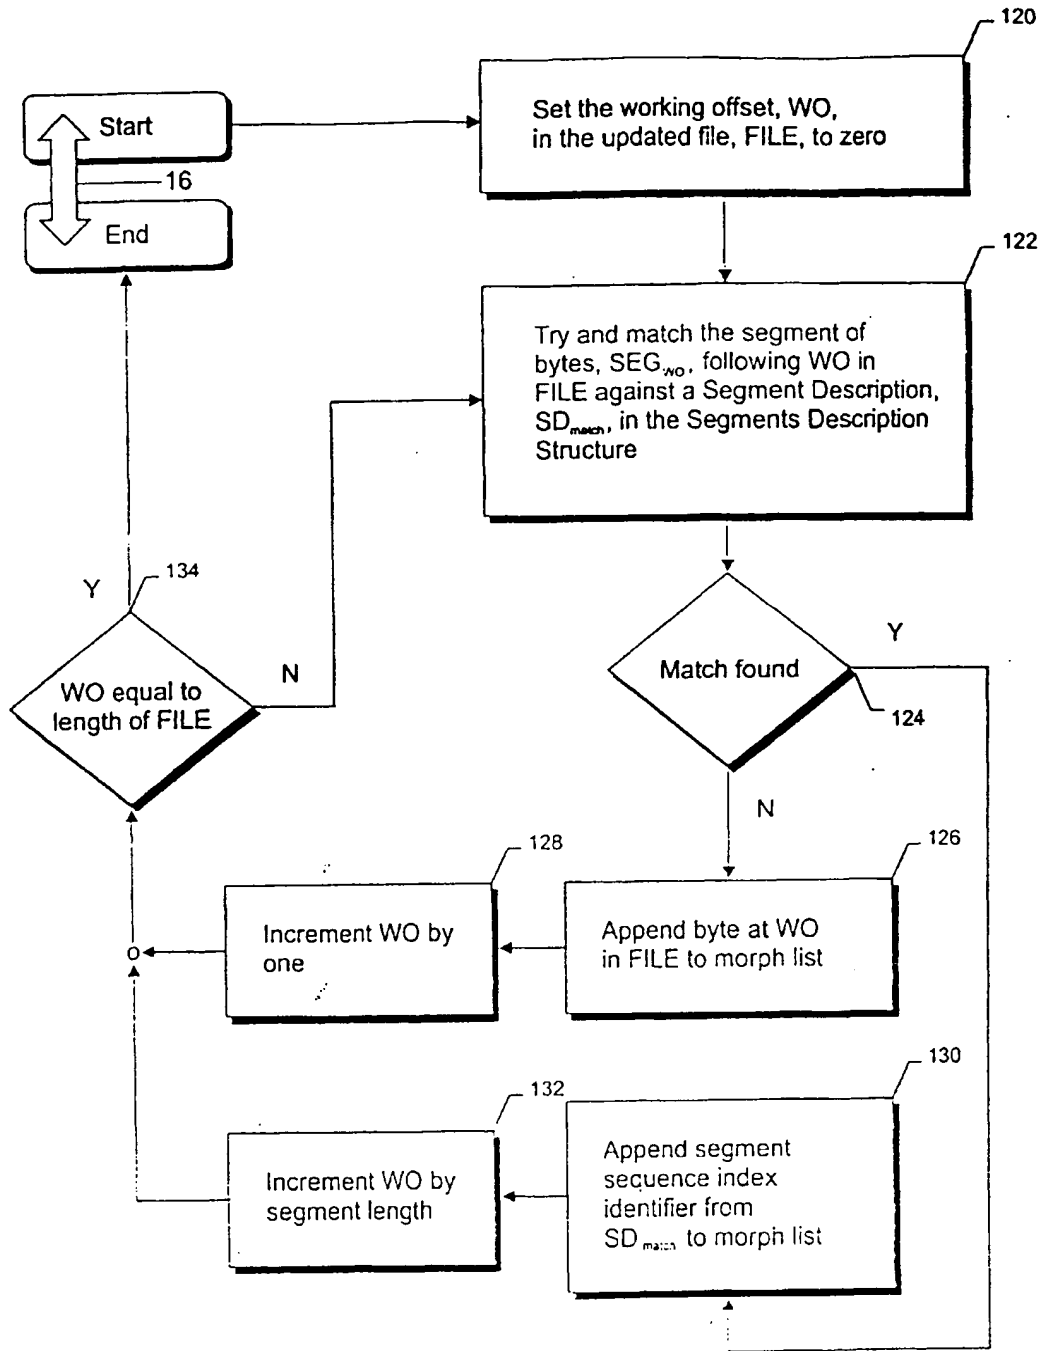 120
Start
Set the working offset, WO,
in the updated file, FILE, to zero
16
End
122
Try and match the segment of
bytes, SEGWO, following WO in
FILE against a Segment Description,
SDmatch, in the Segments Description
Structure
134
Y
N
WO equal to
length of FILE
Match found
Y
124
N
128
126
Increment WO by
one
Append byte at WO
in FILE to morph list
130
132
Increment WO by
segment length
Append segment
sequence index
identifier from
SDmatch to morph list